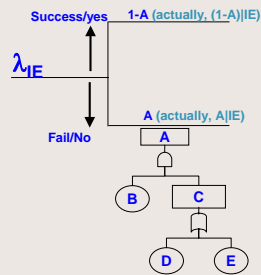 Success/yes
1-A (actually, (1-A)|IE)
λIE
A (actually, A|IE)
Fail/No
A
B
C
D
E